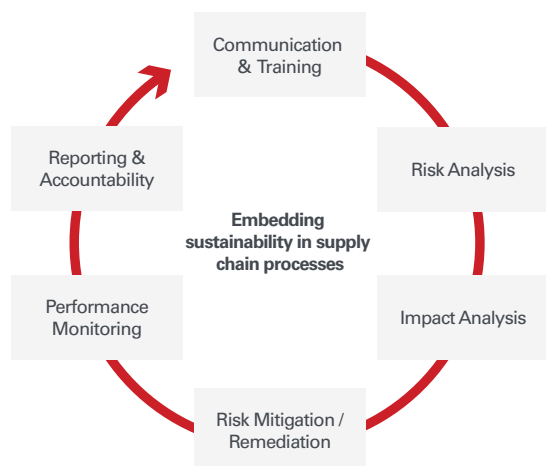 Communication
& Training
Risk Analysis
Impact Analysis
Risk Mitigation /
Remediation
Performance
Monitoring
Reporting &
Accountability
Embedding
sustainability in supply
chain processes